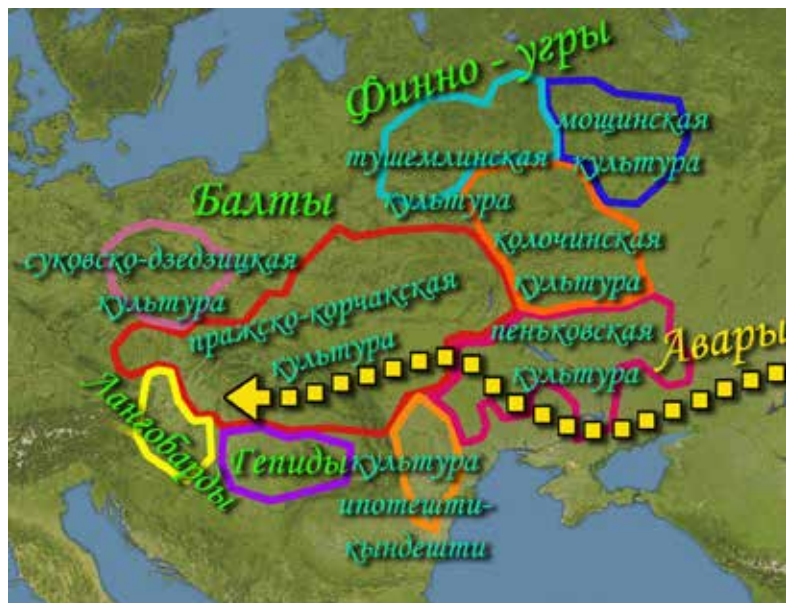 Финно - угры
мощинская
культура
тушемлинская
культура
Балты
колочинская
культура
суковско-дзедзицкая
культура
пражско-корчакская
культура
пеньковская
культура
Авары
Лангобарды
Гепиды
культура
ипотешти-
кындешти